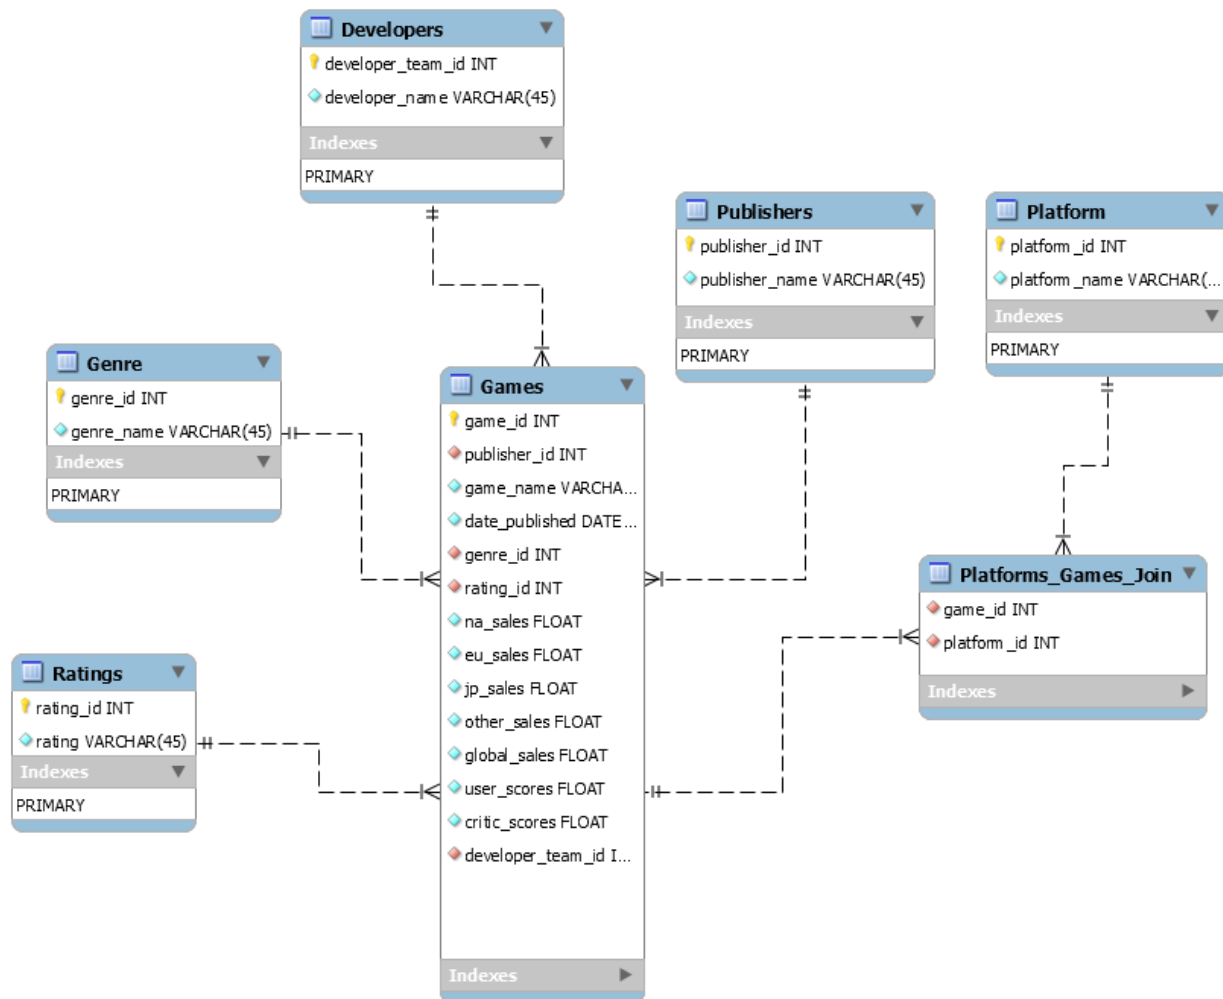 Developers
developer_team_id INT
developer_name VARCHAR(45)
Indexes
PRIMARY
Publishers
publisher_id INT
publisher_name VARCHAR(45)
Indexes
PRIMARY
Platform
platform_id INT
platform_name VARCHAR(...
Indexes
PRIMARY
Genre
genre_id INT
genre_name VARCHAR(45)
Indexes
PRIMARY
Games
game_id INT
publisher_id INT
game_name VARCHA...
date_published DATE...
genre_id INT
rating_id INT
na_sales FLOAT
eu_sales FLOAT
jp_sales FLOAT
other_sales FLOAT
global_sales FLOAT
user_scores FLOAT
critic_scores FLOAT
developer_team_id I...
Indexes
Platforms_Games_Join
game_id INT
platform_id INT
Indexes
Ratings
rating_id INT
rating VARCHAR(45)
Indexes
PRIMARY